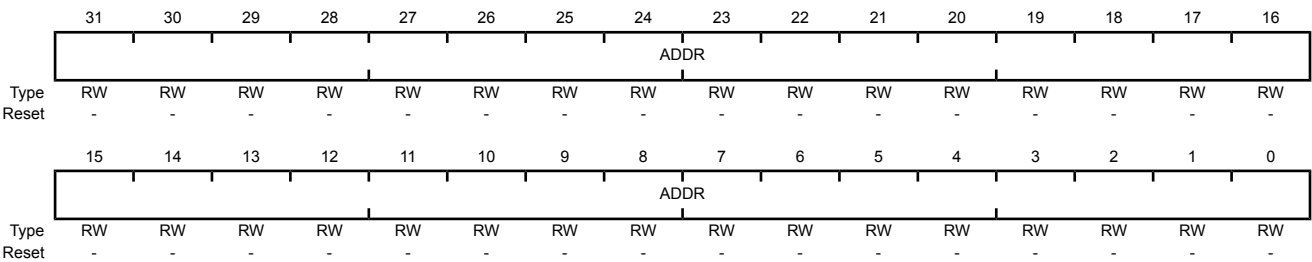 31 30 29 28 27 26 25 24 23 22 21 20 19 18 17 16
ADDR
Type RW RW RW RW RW RW RW RW RW RW RW RW RW RW RW RW
Reset - - - - - - - - - - - - - - - -
15 14 13 12 11 10 9 8 7 6 5 4 3 2 1 0
ADDR
Type RW RW RW RW RW RW RW RW RW RW RW RW RW RW RW RW
Reset - - - - - - - - - - - - - - - -